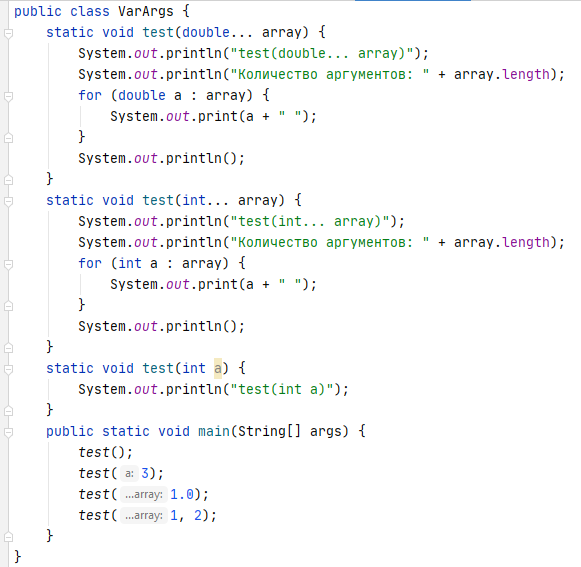 public class VarArgs {
    static void test(double... array) {
        System.out.println("test(double... array)");
        System.out.println("Количество аргументов: " + array.length);
        for (double a : array) {
            System.out.print(a + " ");
        }
        System.out.println();
    }
    static void test(int... array) {
        System.out.println("test(int... array)");
        System.out.println("Количество аргументов: " + array.length);
        for (int a : array) {
            System.out.print(a + " ");
        }
        System.out.println();
    }
    static void test(int a) {
        System.out.println("test(int a)");
    }
    public static void main(String[] args) {
        test();
        test( a: 3);
        test( ...array: 1.0);
        test( ...array: 1, 2);
    }
}